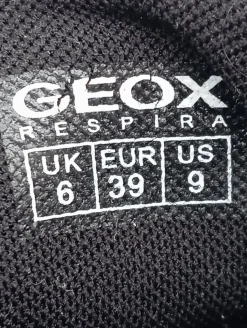 GEOX
RESPIRA
UK EUR US
6 39 9